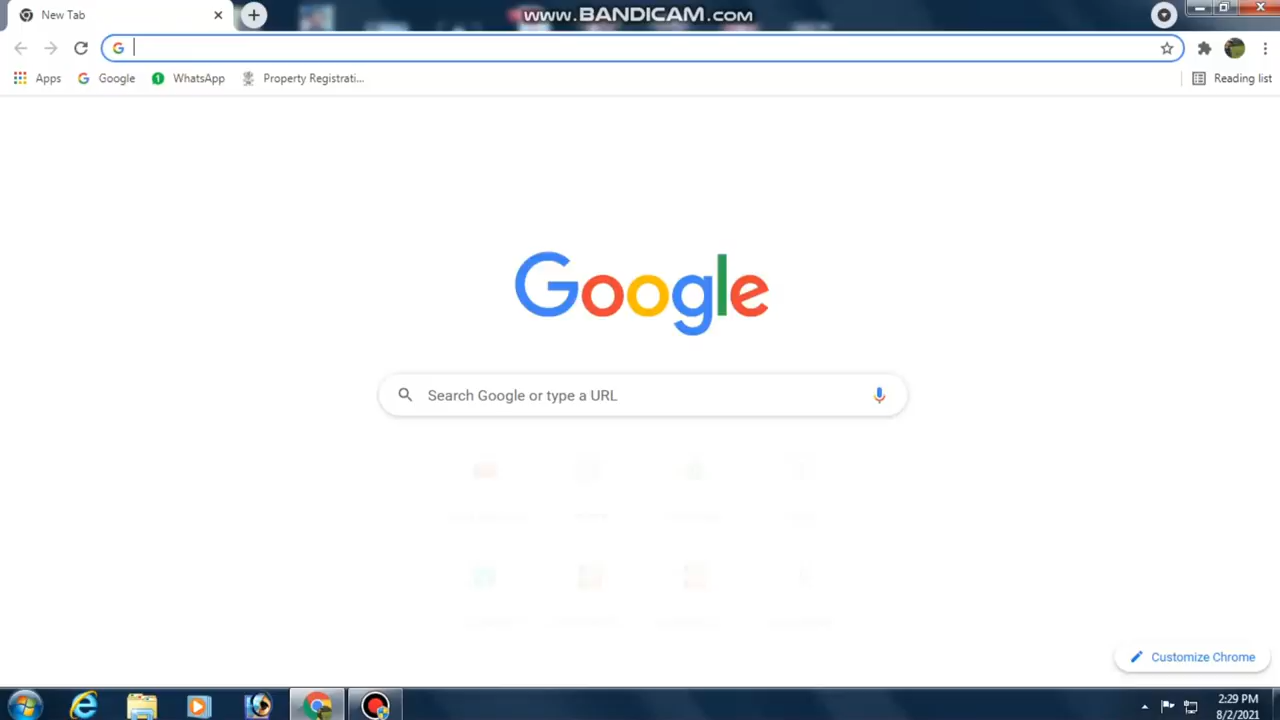 New Tab
www.BANDICAM.com
Apps
Google
WhatsApp
Property Registrati...
Reading list
Google
Search Google or type a URL
Customize Chrome
2:29 PM
8/2/2021